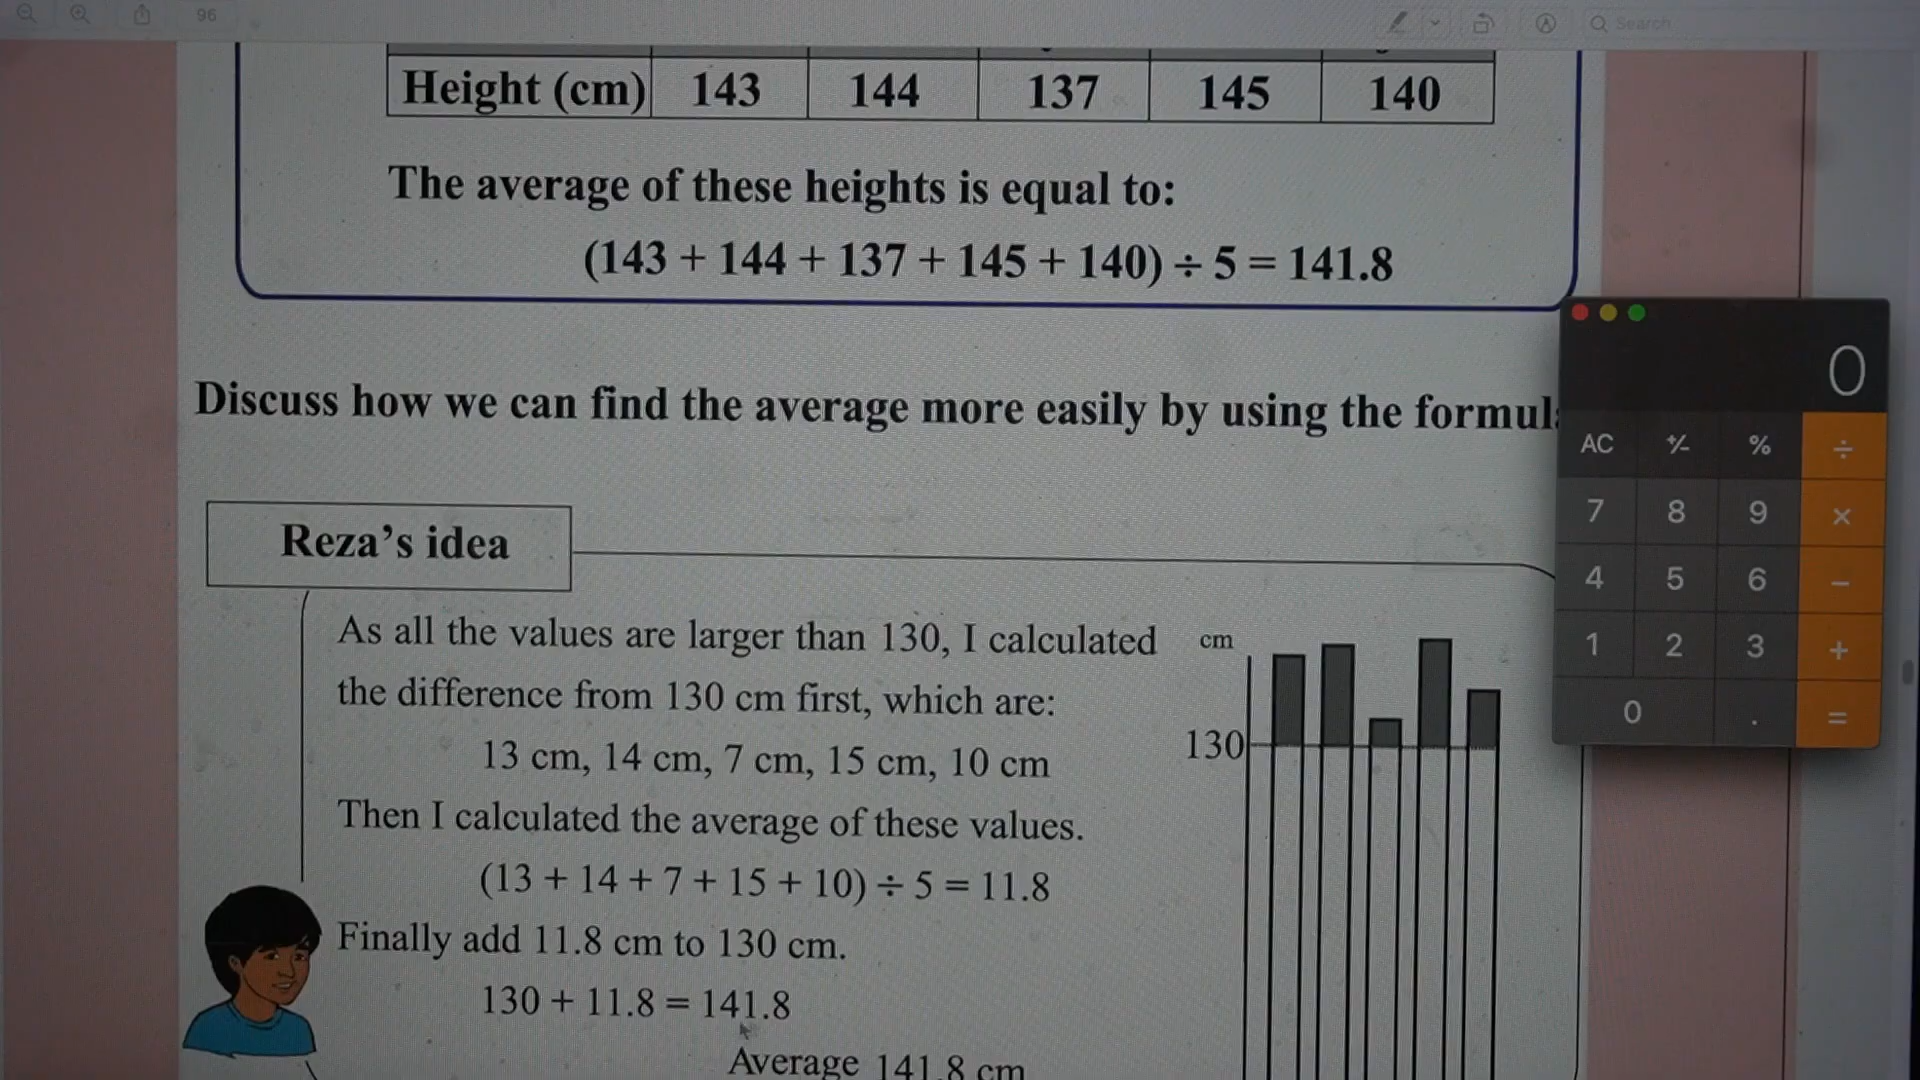 96
Search
Height (cm) 143 144 137 145 140
The average of these heights is equal to:
(143 + 144 + 137 + 145 + 140) ÷ 5 = 141.8
Discuss how we can find the average more easily by using the
Reza’s idea
As all the values are larger than 130, I calculated
the difference from 130 cm first, which are:
13 cm, 14 cm, 7 cm, 15 cm, 10 cm
Then I calculated the average of these values.
(13 + 14 + 7 + 15 + 10) ÷ 5 = 11.8
Finally add 11.8 cm to 130 cm.
130 + 11.8 = 141.8
Average 141.8 cm
cm
130
0
AC +⁄- % ÷
7 8 9 ×
4 5 6 −
1 2 3 +
0 . =